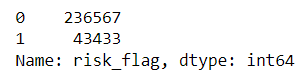 0    236567
1     43433
Name: risk_flag, dtype: int64